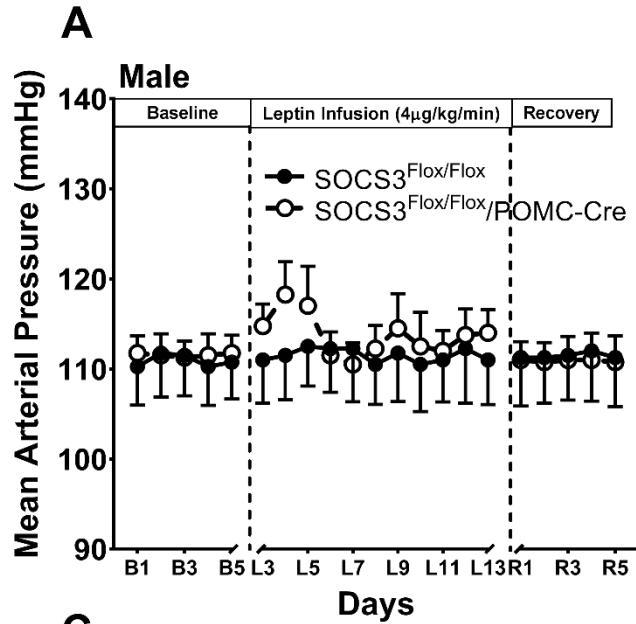 A
Male
Mean Arterial Pressure (mmHg)
140
130
120
110
100
90
Baseline
Leptin Infusion (4µg/kg/min)
Recovery
SOCS3Flox/Flox
SOCS3Flox/Flox/POMC-Cre
B1 B3 B5 L3 L5 L7 L9 L11 L13 R1 R3 R5
Days